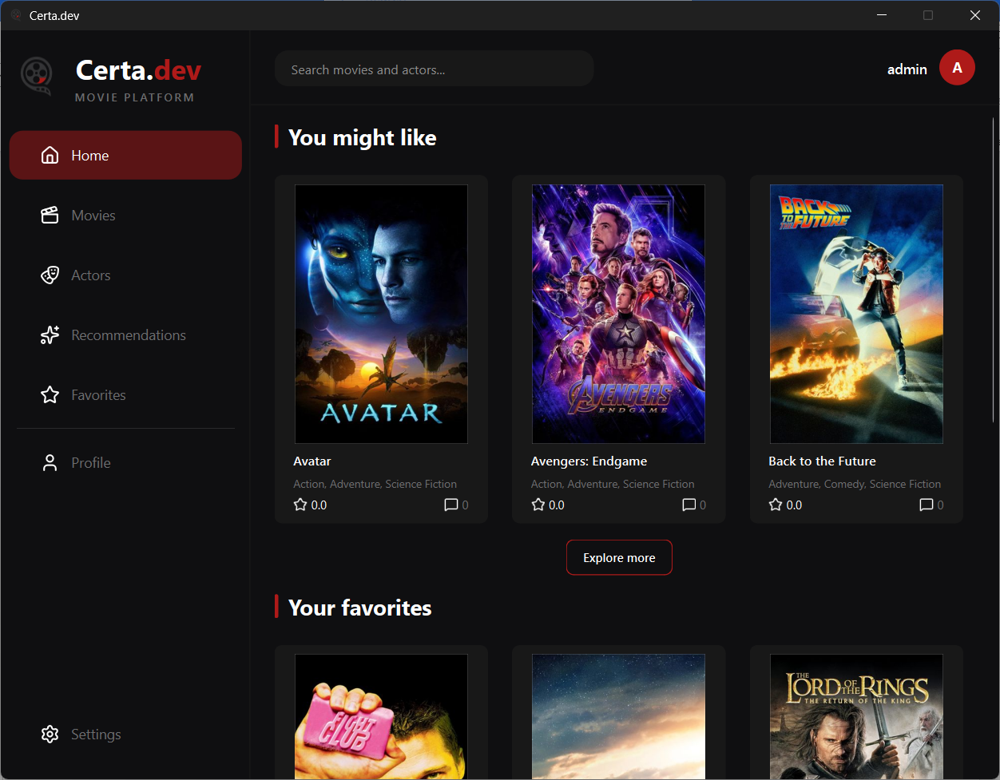 Certa.dev
Certa.dev
MOVIE PLATFORM
Search movies and actors...
admin
A
Home
Movies
Actors
Recommendations
Favorites
Profile
Settings
You might like
AVATAR
AVENGERS
ENDGAME
BACK
TO THE
FUTURE
Avatar
Action, Adventure, Science Fiction
0.0
0
Avengers: Endgame
Action, Adventure, Science Fiction
0.0
0
Back to the Future
Adventure, Comedy, Science Fiction
0.0
0
Explore more
Your favorites
FIGHT
CLUB
THE
LORD OF THE RINGS
THE RETURN OF THE KING